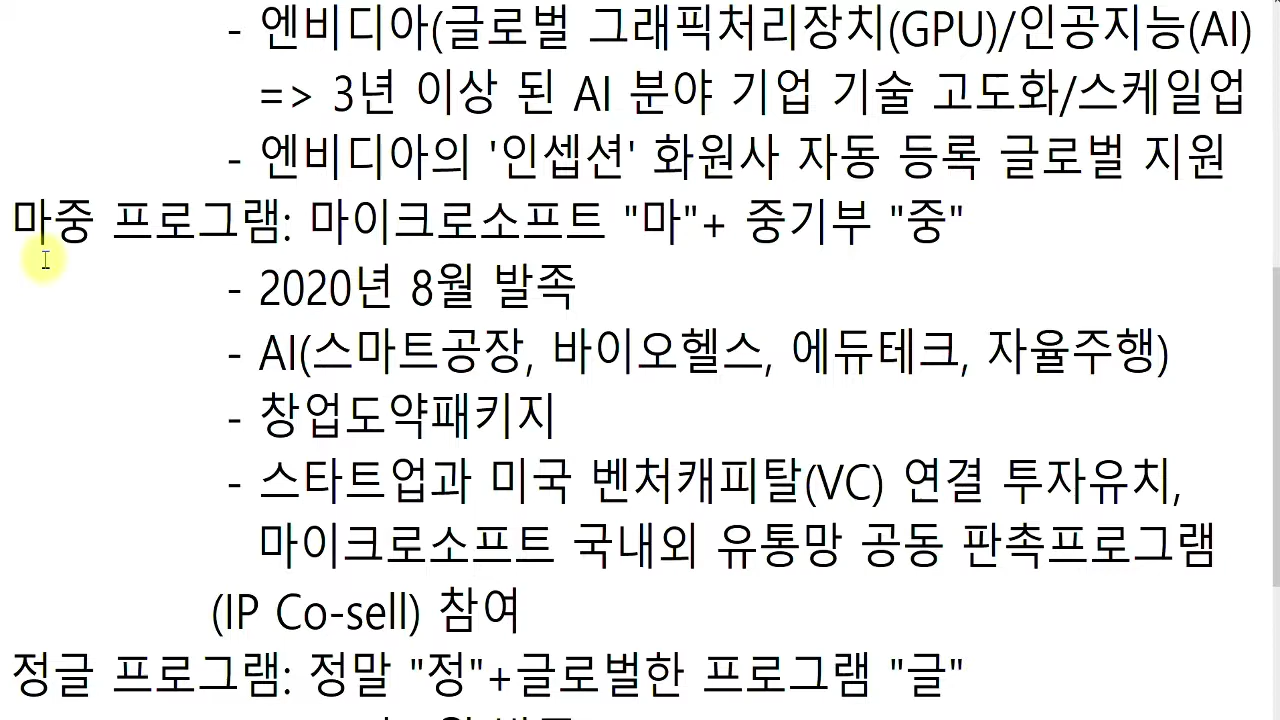 - 엔비디아(글로벌 그래픽처리장치(GPU)/인공지능(AI)
=> 3년 이상 된 AI 분야 기업 기술 고도화/스케일업
- 엔비디아의 '인셉션' 화원사 자동 등록 글로벌 지원
마중 프로그램: 마이크로소프트 "마"+ 중기부 "중"
- 2020년 8월 발족
- AI(스마트공장, 바이오헬스, 에듀테크, 자율주행)
- 창업도약패키지
- 스타트업과 미국 벤처캐피탈(VC) 연결 투자유치,
마이크로소프트 국내외 유통망 공동 판촉프로그램
(IP Co-sell) 참여
정글 프로그램: 정말 "정"+글로벌한 프로그램 "글"